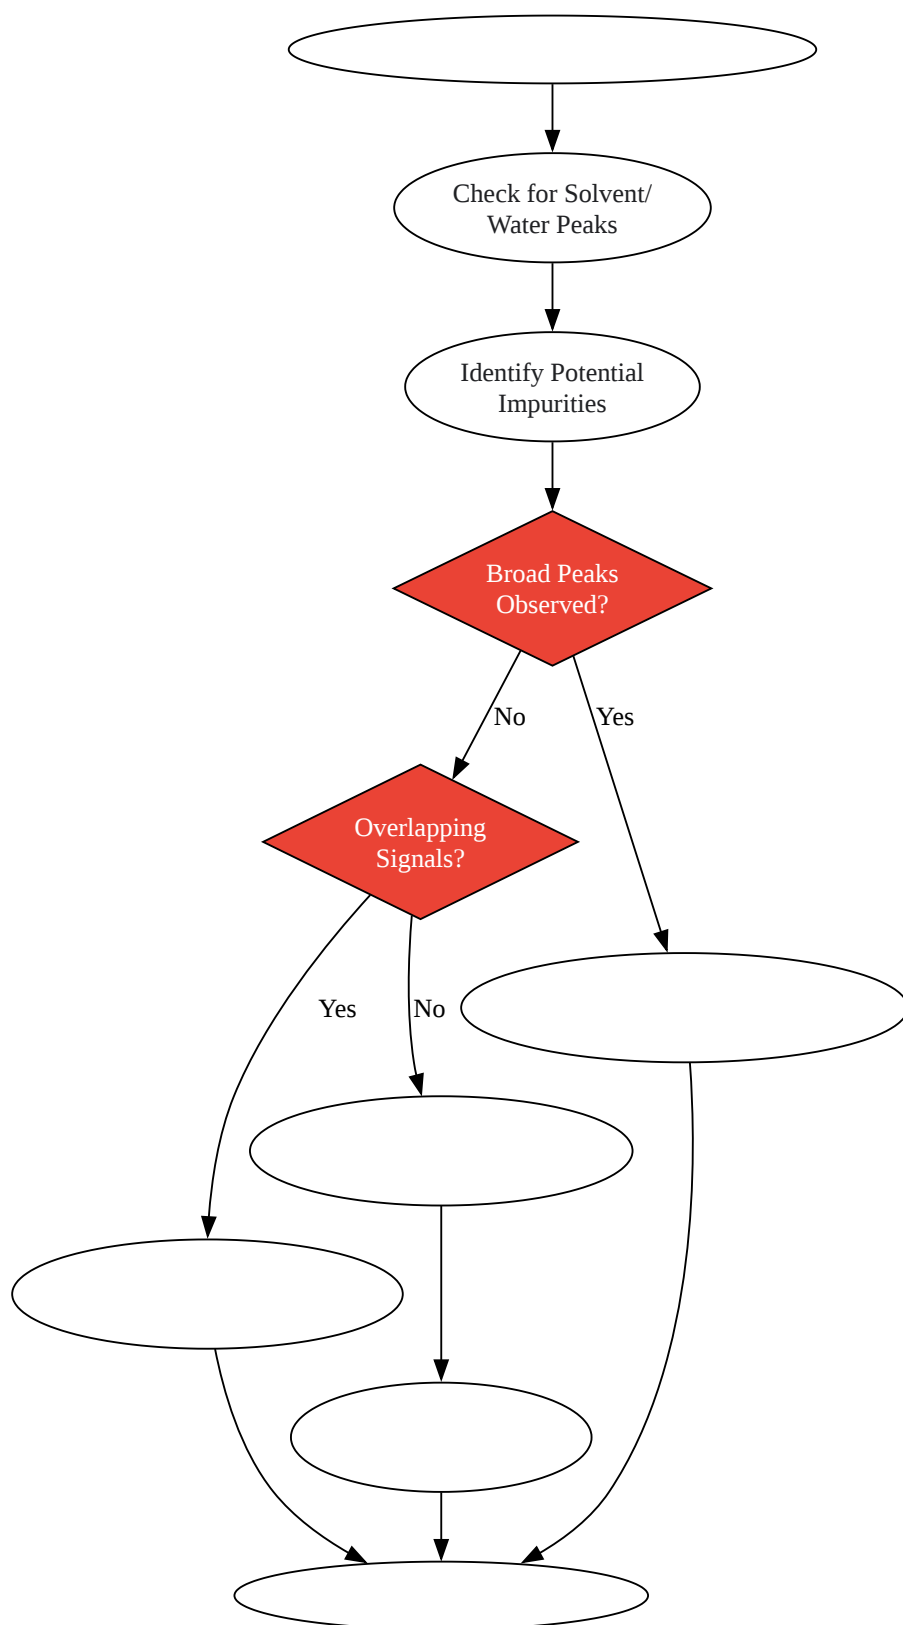 Check for Solvent/
Water Peaks
Identify Potential
Impurities
Broad Peaks
Observed?
No
Yes
Overlapping
Signals?
Yes
No